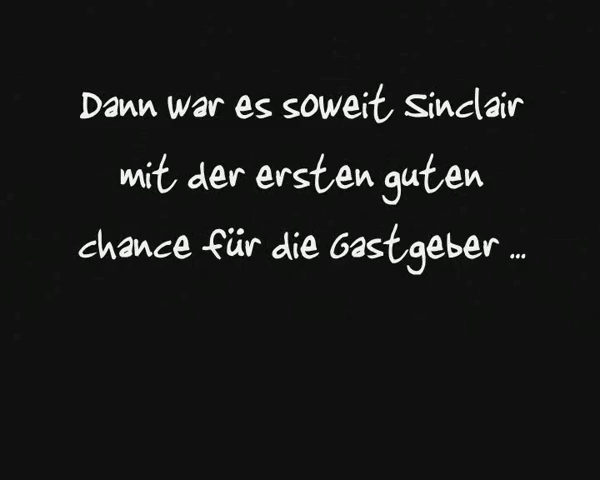 Dann war es soweit Sinclair
mit der ersten guten
chance für die Gastgeber ...